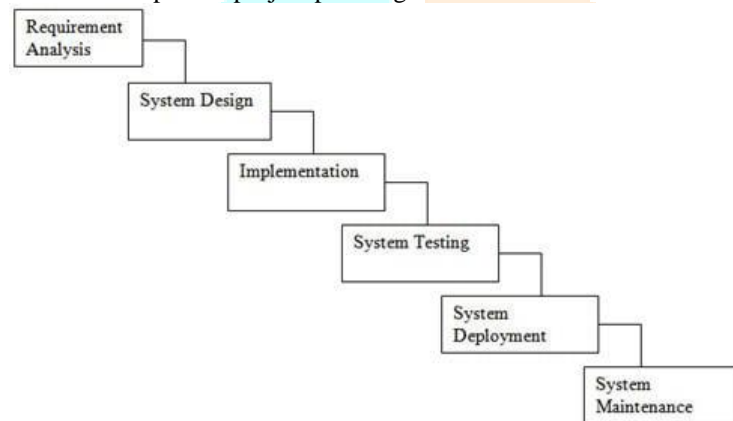 Requirement
Analysis
System Design
Implementation
System Testing
System
Deployment
System
Maintenance